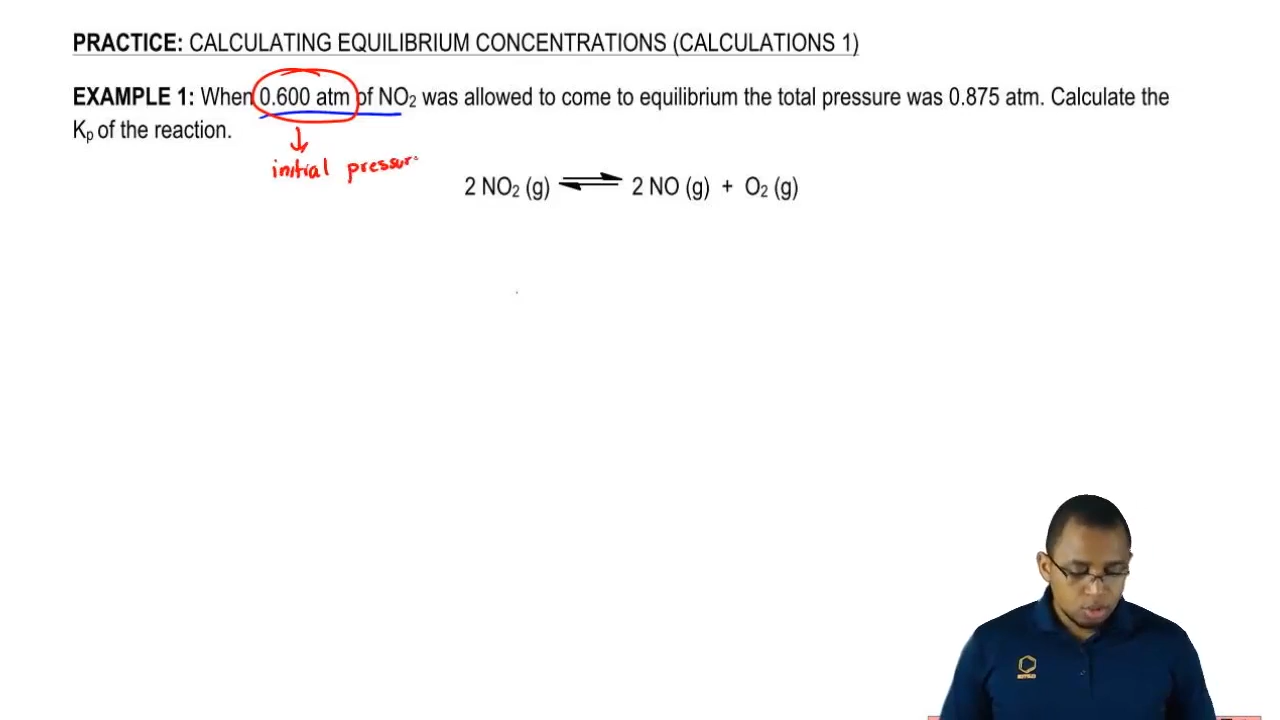 PRACTICE: CALCULATING EQUILIBRIUM CONCENTRATIONS (CALCULATIONS 1)
EXAMPLE 1: When 0.600 atm of NO₂ was allowed to come to equilibrium the total pressure was 0.875 atm. Calculate the
Kₚ of the reaction.
initial pressur
2 NO₂ (g) ⇌ 2 NO (g) + O₂ (g)